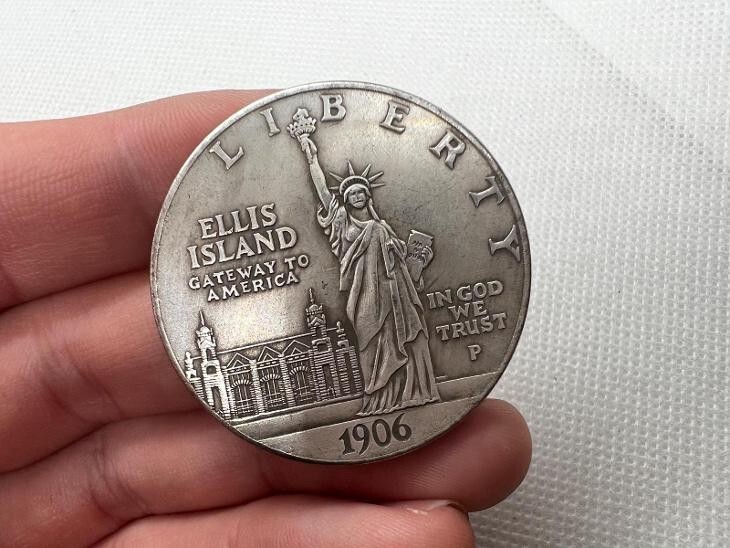 LIBERTY
ELLIS
ISLAND
GATEWAY TO
AMERICA
IN GOD
WE
TRUST
P
1906